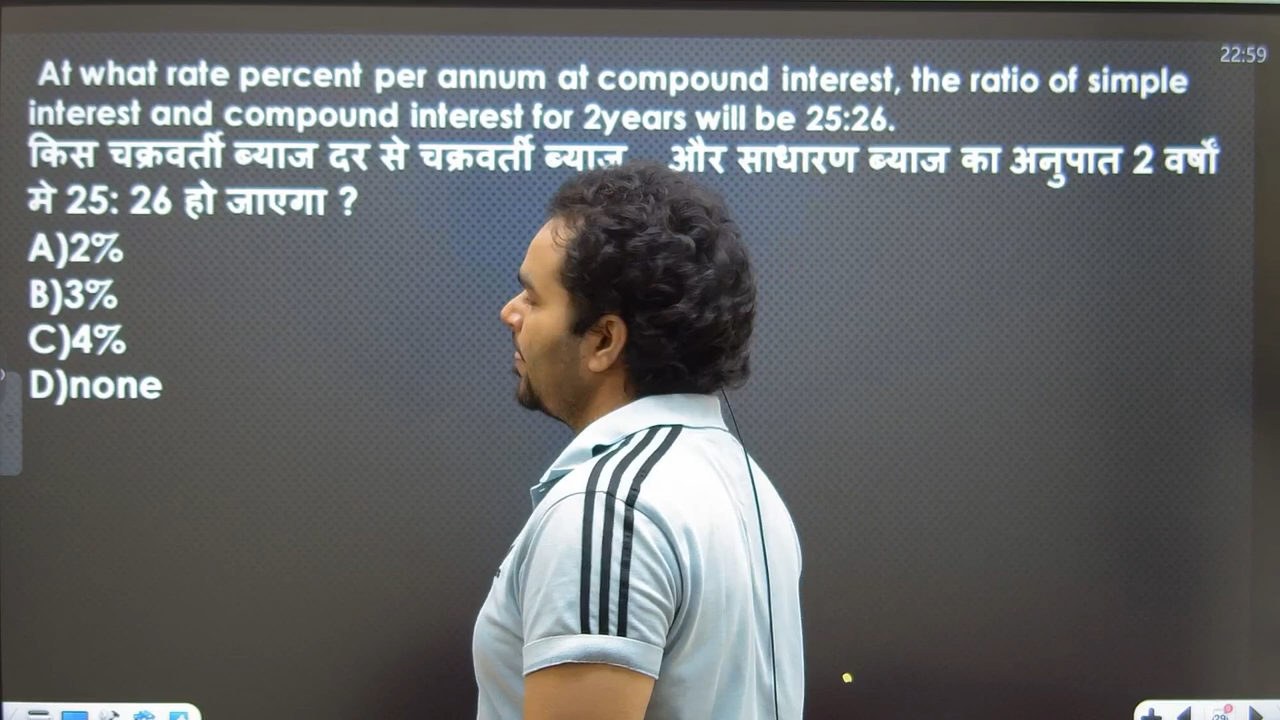 22:59
At what rate percent per annum at compound interest, the ratio of simple
interest and compound interest for 2years will be 25:26.
किस चक्रवर्ती ब्याज दर से चक्रवर्ती ब्याज और साधारण ब्याज का अनुपात 2 वर्षों
मे 25: 26 हो जाएगा ?
A)2%
B)3%
C)4%
D)none